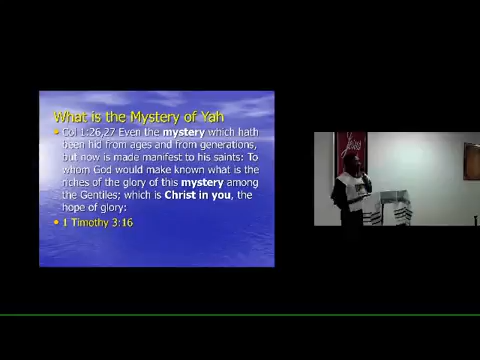 What is the Mystery of Yah
• Col 1:26,27 Even the mystery which hath
been hid from ages and from generations,
but now is made manifest to his saints: To
whom God would make known what is the
riches of the glory of this mystery among
the Gentiles; which is Christ in you, the
hope of glory:
• 1 Timothy 3:16
Jesus